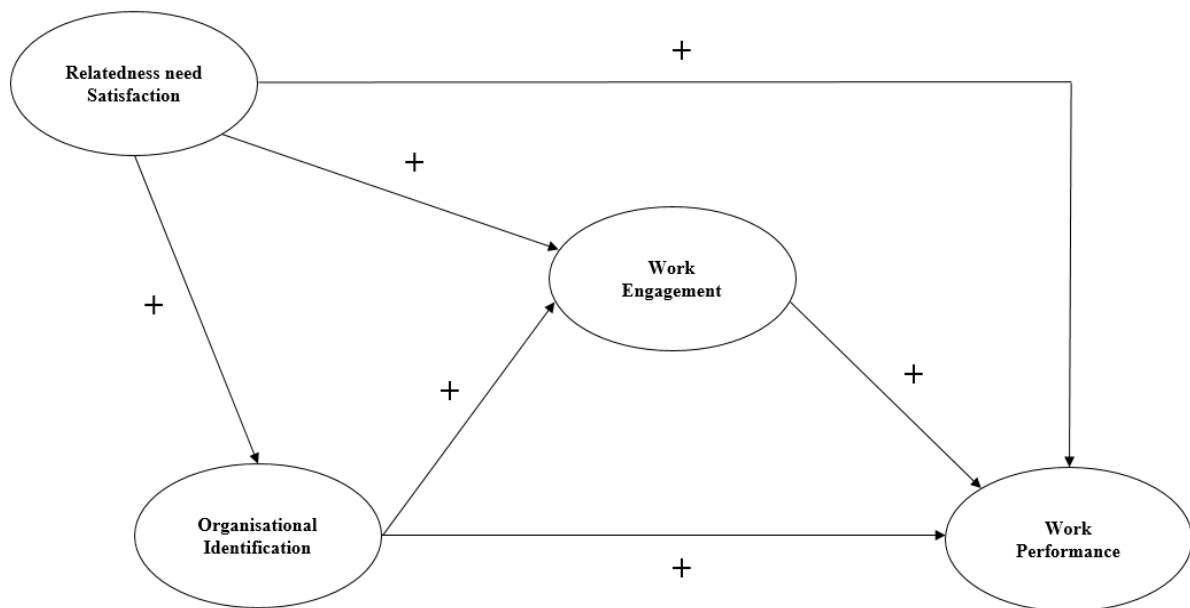 +
Relatedness need
Satisfaction
+
Work
Engagement
+
+
+
Organisational
Identification
Work
Performance
+